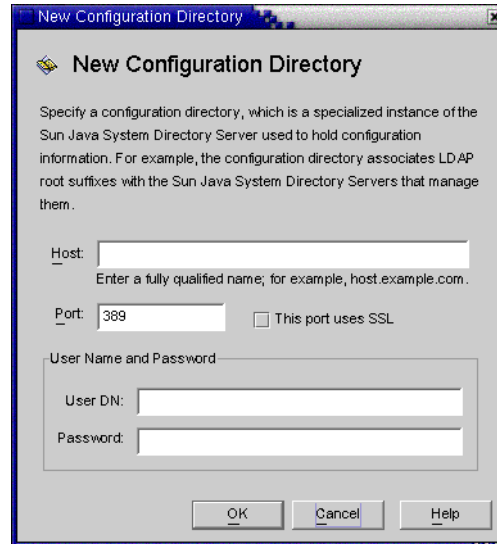 New Configuration Directory
New Configuration Directory
Specify a configuration directory, which is a specialized instance of the
Sun Java System Directory Server used to hold configuration
information. For example, the configuration directory associates LDAP
root suffixes with the Sun Java System Directory Servers that manage
them.
Host:
Enter a fully qualified name; for example, host.example.com.
Port: 389 This port uses SSL
User Name and Password
User DN:
Password:
OK Cancel Help